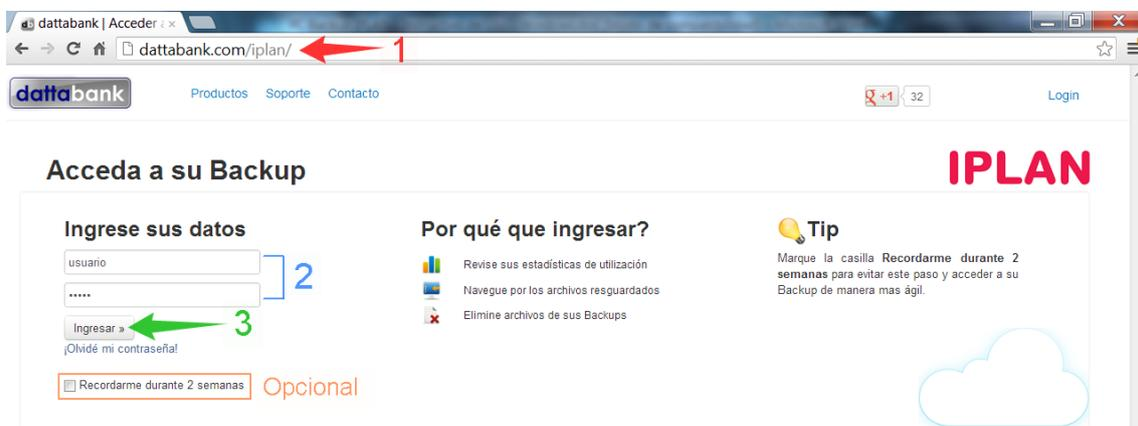 dattabank | Acceder a
dattabank.com/iplan/
1
dattabank
Productos Soporte Contacto
g +1 32
Login
Acceda a su Backup
IPLAN
Ingrese sus datos
usuario
•••••
2
Ingresar »
3
¡Olvidé mi contraseña!
Recordarme durante 2 semanas
Opcional
Por qué que ingresar?
Revise sus estadísticas de utilización
Navegue por los archivos resguardados
Elimine archivos de sus Backups
Tip
Marque la casilla Recordarme durante 2
semanas para evitar este paso y acceder a su
Backup de manera mas ágil.